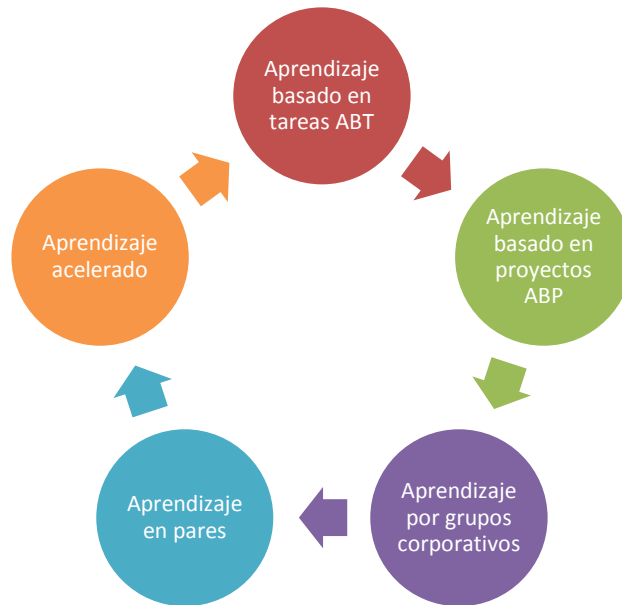 Aprendizaje
basado en
tareas ABT
Aprendizaje
basado en
proyectos
ABP
Aprendizaje
por grupos
corporativos
Aprendizaje
en pares
Aprendizaje
acelerado